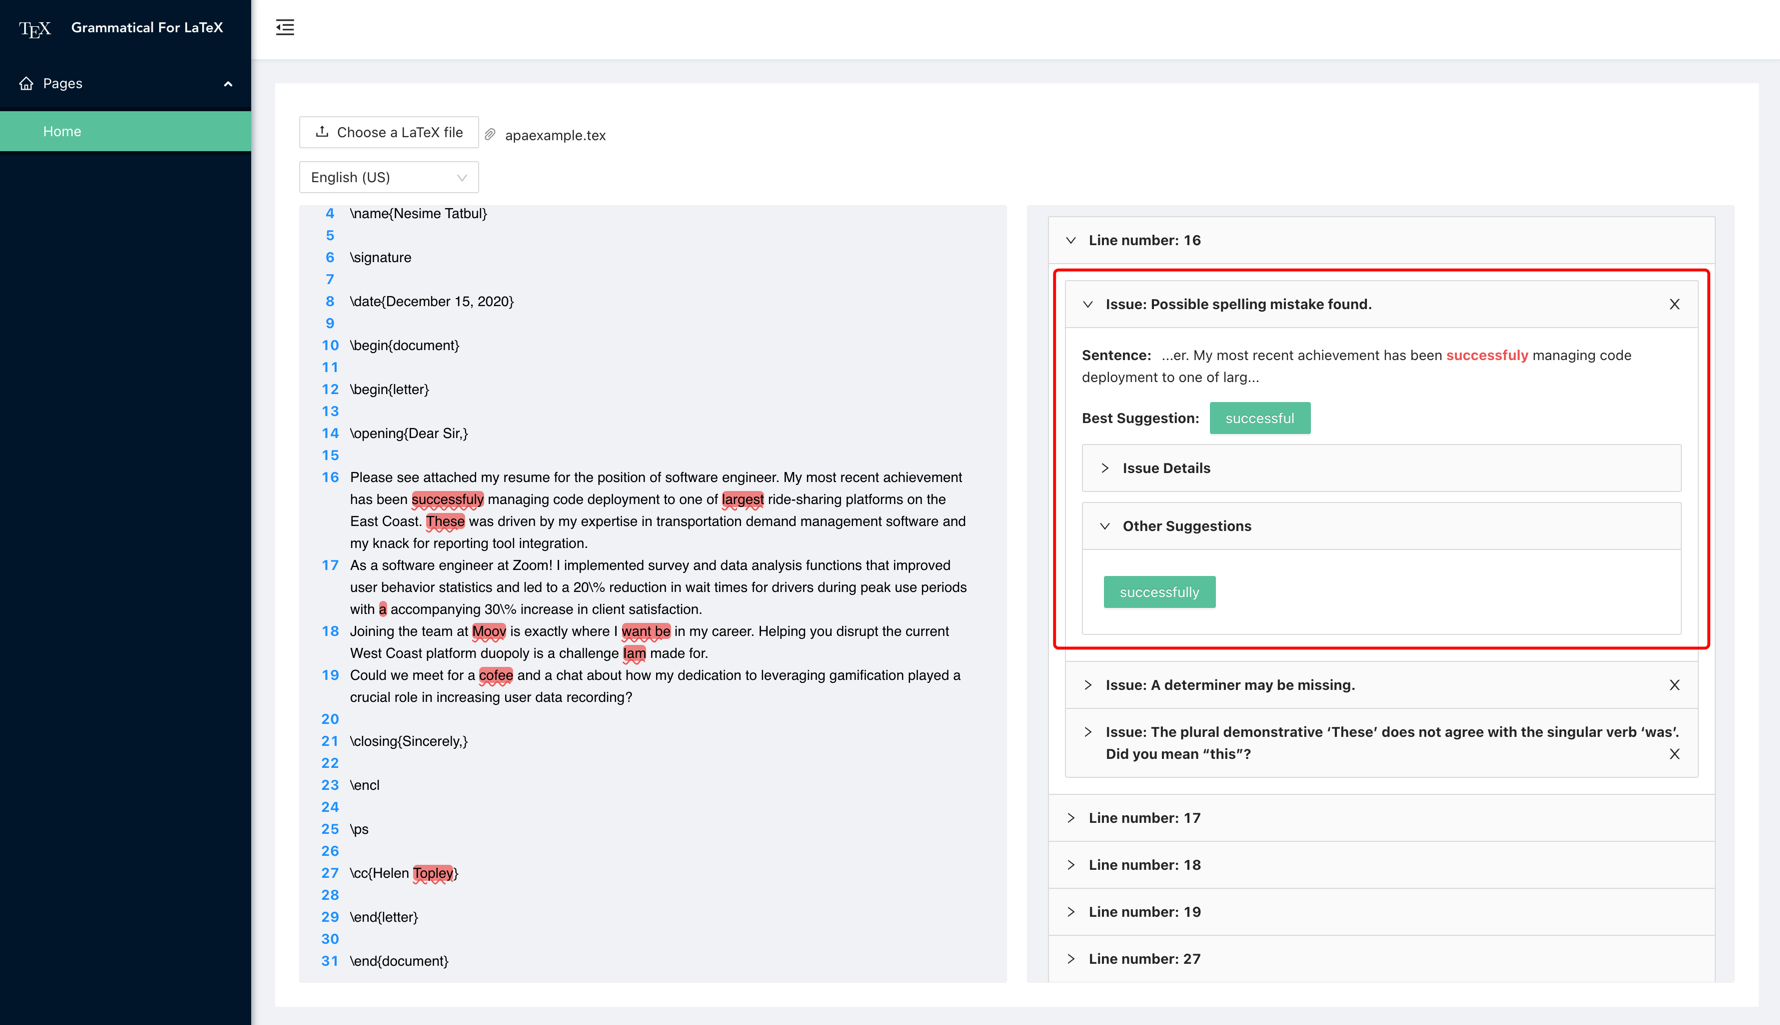 TEX Grammatical For LaTeX
Pages
Home
Choose a LaTeX file apaexample.tex
English (US)
4 \name{Nesime Tatbul}
5
6 \signature
7
8 \date{December 15, 2020}
9
10 \begin{document}
11
12 \begin{letter}
13
14 \opening{Dear Sir,}
15
16 Please see attached my resume for the position of software engineer. My most recent achievement
has been successfuly managing code deployment to one of largest ride-sharing platforms on the
East Coast. These was driven by my expertise in transportation demand management software and
my knack for reporting tool integration.
17 As a software engineer at Zoom! I implemented survey and data analysis functions that improved
user behavior statistics and led to a 20\% reduction in wait times for drivers during peak use periods
with a accompanying 30\% increase in client satisfaction.
18 Joining the team at Moov is exactly where I want be in my career. Helping you disrupt the current
West Coast platform duopoly is a challenge Iam made for.
19 Could we meet for a cofee and a chat about how my dedication to leveraging gamification played a
crucial role in increasing user data recording?
20
21 \closing{Sincerely,}
22
23 \encl
24
25 \ps
26
27 \cc{Helen Topley}
28
29 \end{letter}
30
31 \end{document}
Line number: 16
Issue: Possible spelling mistake found. X
Sentence: ...er. My most recent achievement has been successfuly managing code
deployment to one of larg...
Best Suggestion: successful
Issue Details
Other Suggestions
successfully
Issue: A determiner may be missing. X
Issue: The plural demonstrative ‘These’ does not agree with the singular verb ‘was’.
Did you mean “this”? X
Line number: 17
Line number: 18
Line number: 19
Line number: 27